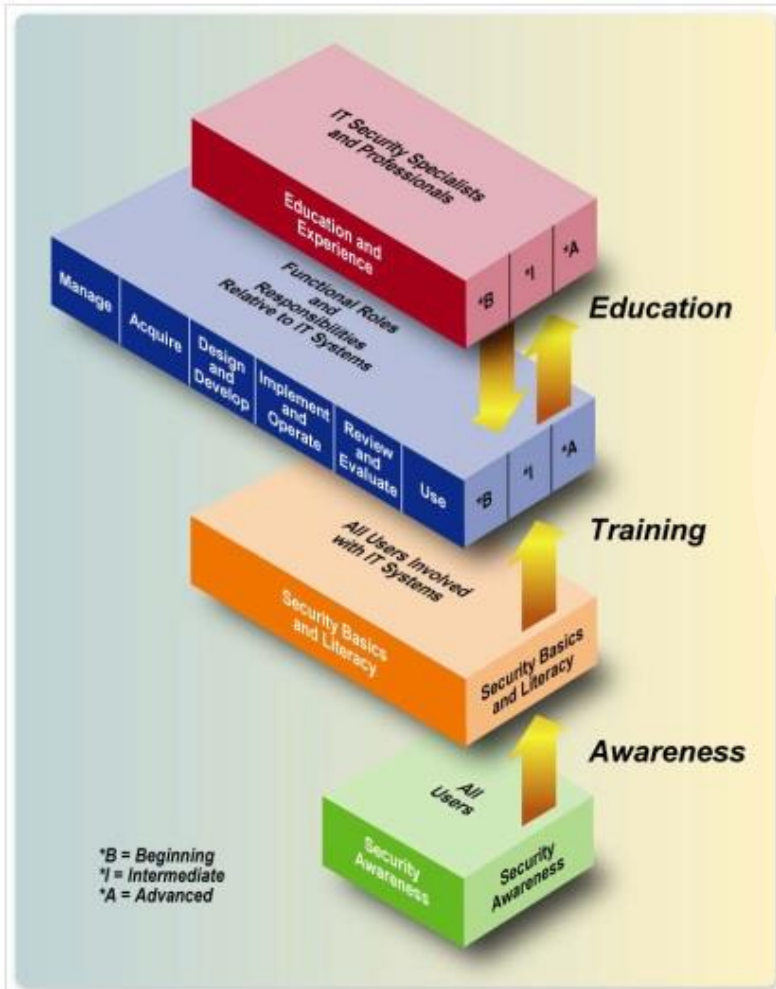 IT Security Specialists
and Professionals
Education and
Experience
*B
*I
*A
Education
Functional Roles
and
Responsibilities
Relative to IT Systems
Manage
Acquire
Design
and
Develop
Implement
and
Operate
Review
and
Evaluate
Use
*B
*I
*A
Training
All Users Involved
with IT Systems
Security Basics
and Literacy
Security Basics
and Literacy
Awareness
All
Users
Security
Awareness
Security
Awareness
*B = Beginning
*I = Intermediate
*A = Advanced